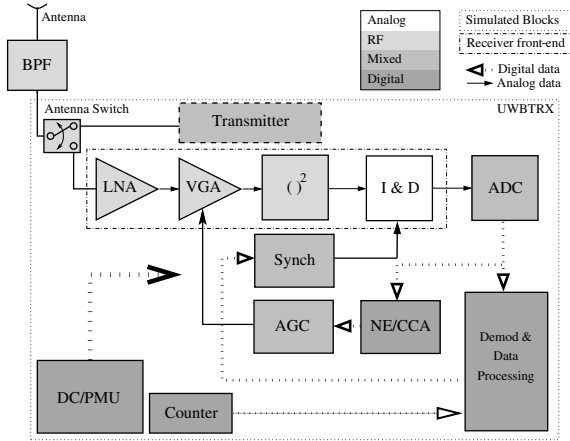 Antenna
BPF
Analog
RF
Mixed
Digital
Simulated Blocks
Receiver front-end
Digital data
Analog data
Antenna Switch
UWBTRX
Transmitter
LNA
VGA
( )²
I & D
ADC
Synch
AGC
NE/CCA
Demod &
Data
Processing
DC/PMU
Counter